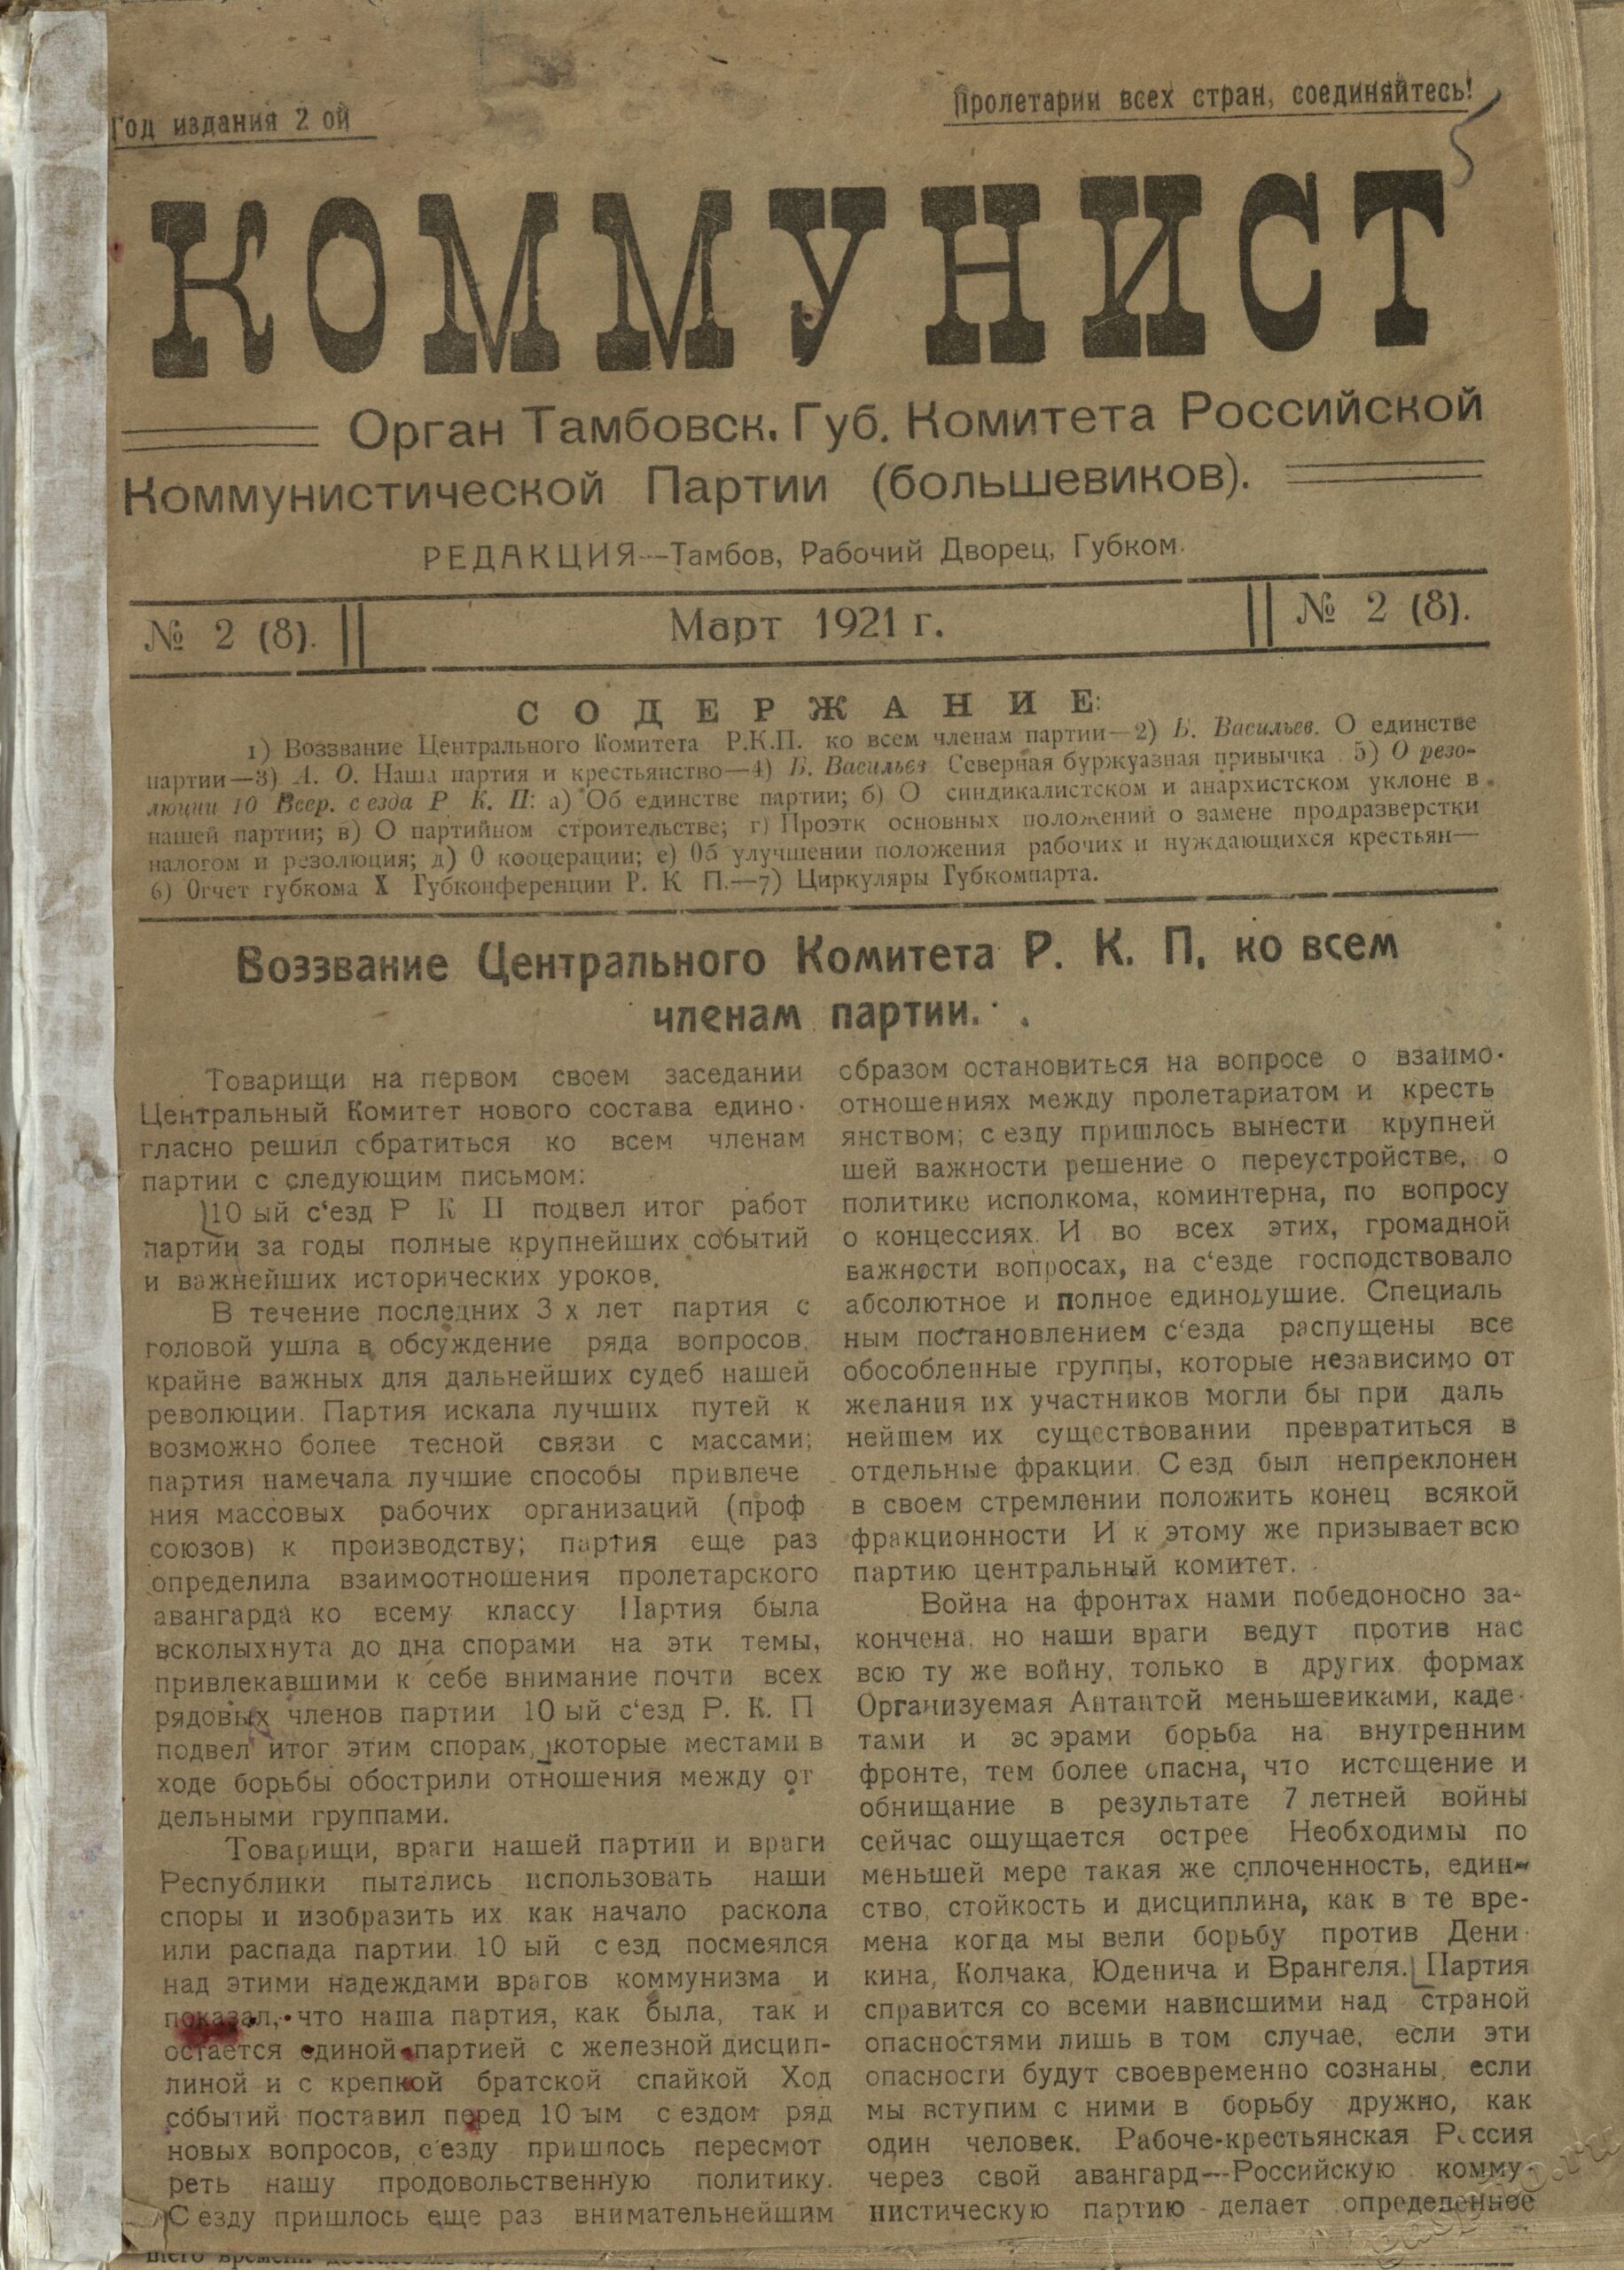 Год издания 2 ой
Пролетарии всех стран, соединяйтесь!
КОММУНИСТ
Орган Тамбовск. Губ. Комитета Российской
Коммунистической Партии (большевиков).
РЕДАКЦИЯ—Тамбов, Рабочий Дворец, Губком.
№ 2 (8).
Март 1921 г.
№ 2 (8).
СОДЕРЖАНИЕ:
1) Воззвание Центрального Комитета Р.К.П. ко всем членам партии—2) Б. Васильев. О единстве
партии—3) А. О. Наша партия и крестьянство—4) Б. Васильев Северная буржуазная привычка 5) О резо-
люции 10 Всер. с езда Р К. П: а) Об единстве партии; б) О синдикалистском и анархистском уклоне в
нашей партии; в) О партийном строительстве; г) Проэтк основных положений о замене продразверстки
налогом и резолюция; д) О кооцерации; е) Об улучшении положения рабочих и нуждающихся крестьян—
6) Отчет губкома X Губконференции Р. К П.—7) Циркуляры Губкомпарта.
Воззвание Центрального Комитета Р. К. П, ко всем
членам партии.
Товарищи на первом своем заседании
Центральный Комитет нового состава едино-
гласно решил обратиться ко всем членам
партии с следующим письмом:
10 ый с‘езд Р К П подвел итог работ
партии за годы полные крупнейших событий
и важнейших исторических уроков.
В течение последних 3 х лет партия с
головой ушла в обсуждение ряда вопросов,
крайне важных для дальнейших судеб нашей
революции. Партия искала лучших путей к
возможно более тесной связи с массами;
партия намечала лучшие способы привлече
ния массовых рабочих организаций (проф
союзов) к производству; партия еще раз
определила взаимоотношения пролетарского
авангарда ко всему классу Партия была
всколыхнута до дна спорами на эти темы,
привлекавшими к себе внимание почти всех
рядовых членов партии 10 ый с‘езд Р. К. П
подвел итог этим спорам, которые местами в
ходе борьбы обострили отношения между от
дельными группами.
Товарищи, враги нашей партии и враги
Республики пытались использовать наши
споры и изобразить их как начало раскола
или распада партии. 10 ый с езд посмеялся
над этими надеждами врагов коммунизма и
показал, что наша партия, как была, так и
остается единой партией с железной дисцип-
линой и с крепкой братской спайкой Ход
событий поставил перед 10 ым с ездом ряд
новых вопросов, с‘езду пришлось пересмот
реть нашу продовольственную политику.
С езду пришлось еще раз внимательнейшим
образом остановиться на вопросе о взаимо-
отношениях между пролетариатом и кресть
янством; с езду пришлось вынести крупней
шей важности решение о переустройстве, о
политике исполкома, коминтерна, по вопросу
о концессиях. И во всех этих, громадной
важности вопросах, на с‘езде господствовало
абсолютное и полное единодушие. Специаль
ным постановлением с‘езда распущены все
обособленные группы, которые независимо от
желания их участников могли бы при даль
нейшем их существовании превратиться в
отдельные фракции. С езд был непреклонен
в своем стремлении положить конец всякой
фракционности И к этому же призывает всю
партию центральный комитет.
Война на фронтах нами победоносно за-
кончена, но наши враги ведут против нас
всю ту же войну, только в других формах
Организуемая Антантой меньшевиками, каде-
тами и эс эрами борьба на внутренним
фронте, тем более опасна, что истощение и
обнищание в результате 7 летней войны
сейчас ощущается острее Необходимы по
меньшей мере такая же сплоченность, един-
ство, стойкость и дисциплина, как в те вре-
мена когда мы вели борьбу против Дени-
кина, Колчака, Юденича и Врангеля. Партия
справится со всеми нависшими над страной
опасностями лишь в том случае, если эти
опасности будут своевременно сознаны, если
мы вступим с ними в борьбу дружно, как
один человек. Рабоче-крестьянская Россия
через свой авангард—Российскую комму-
нистическую партию делает определенное